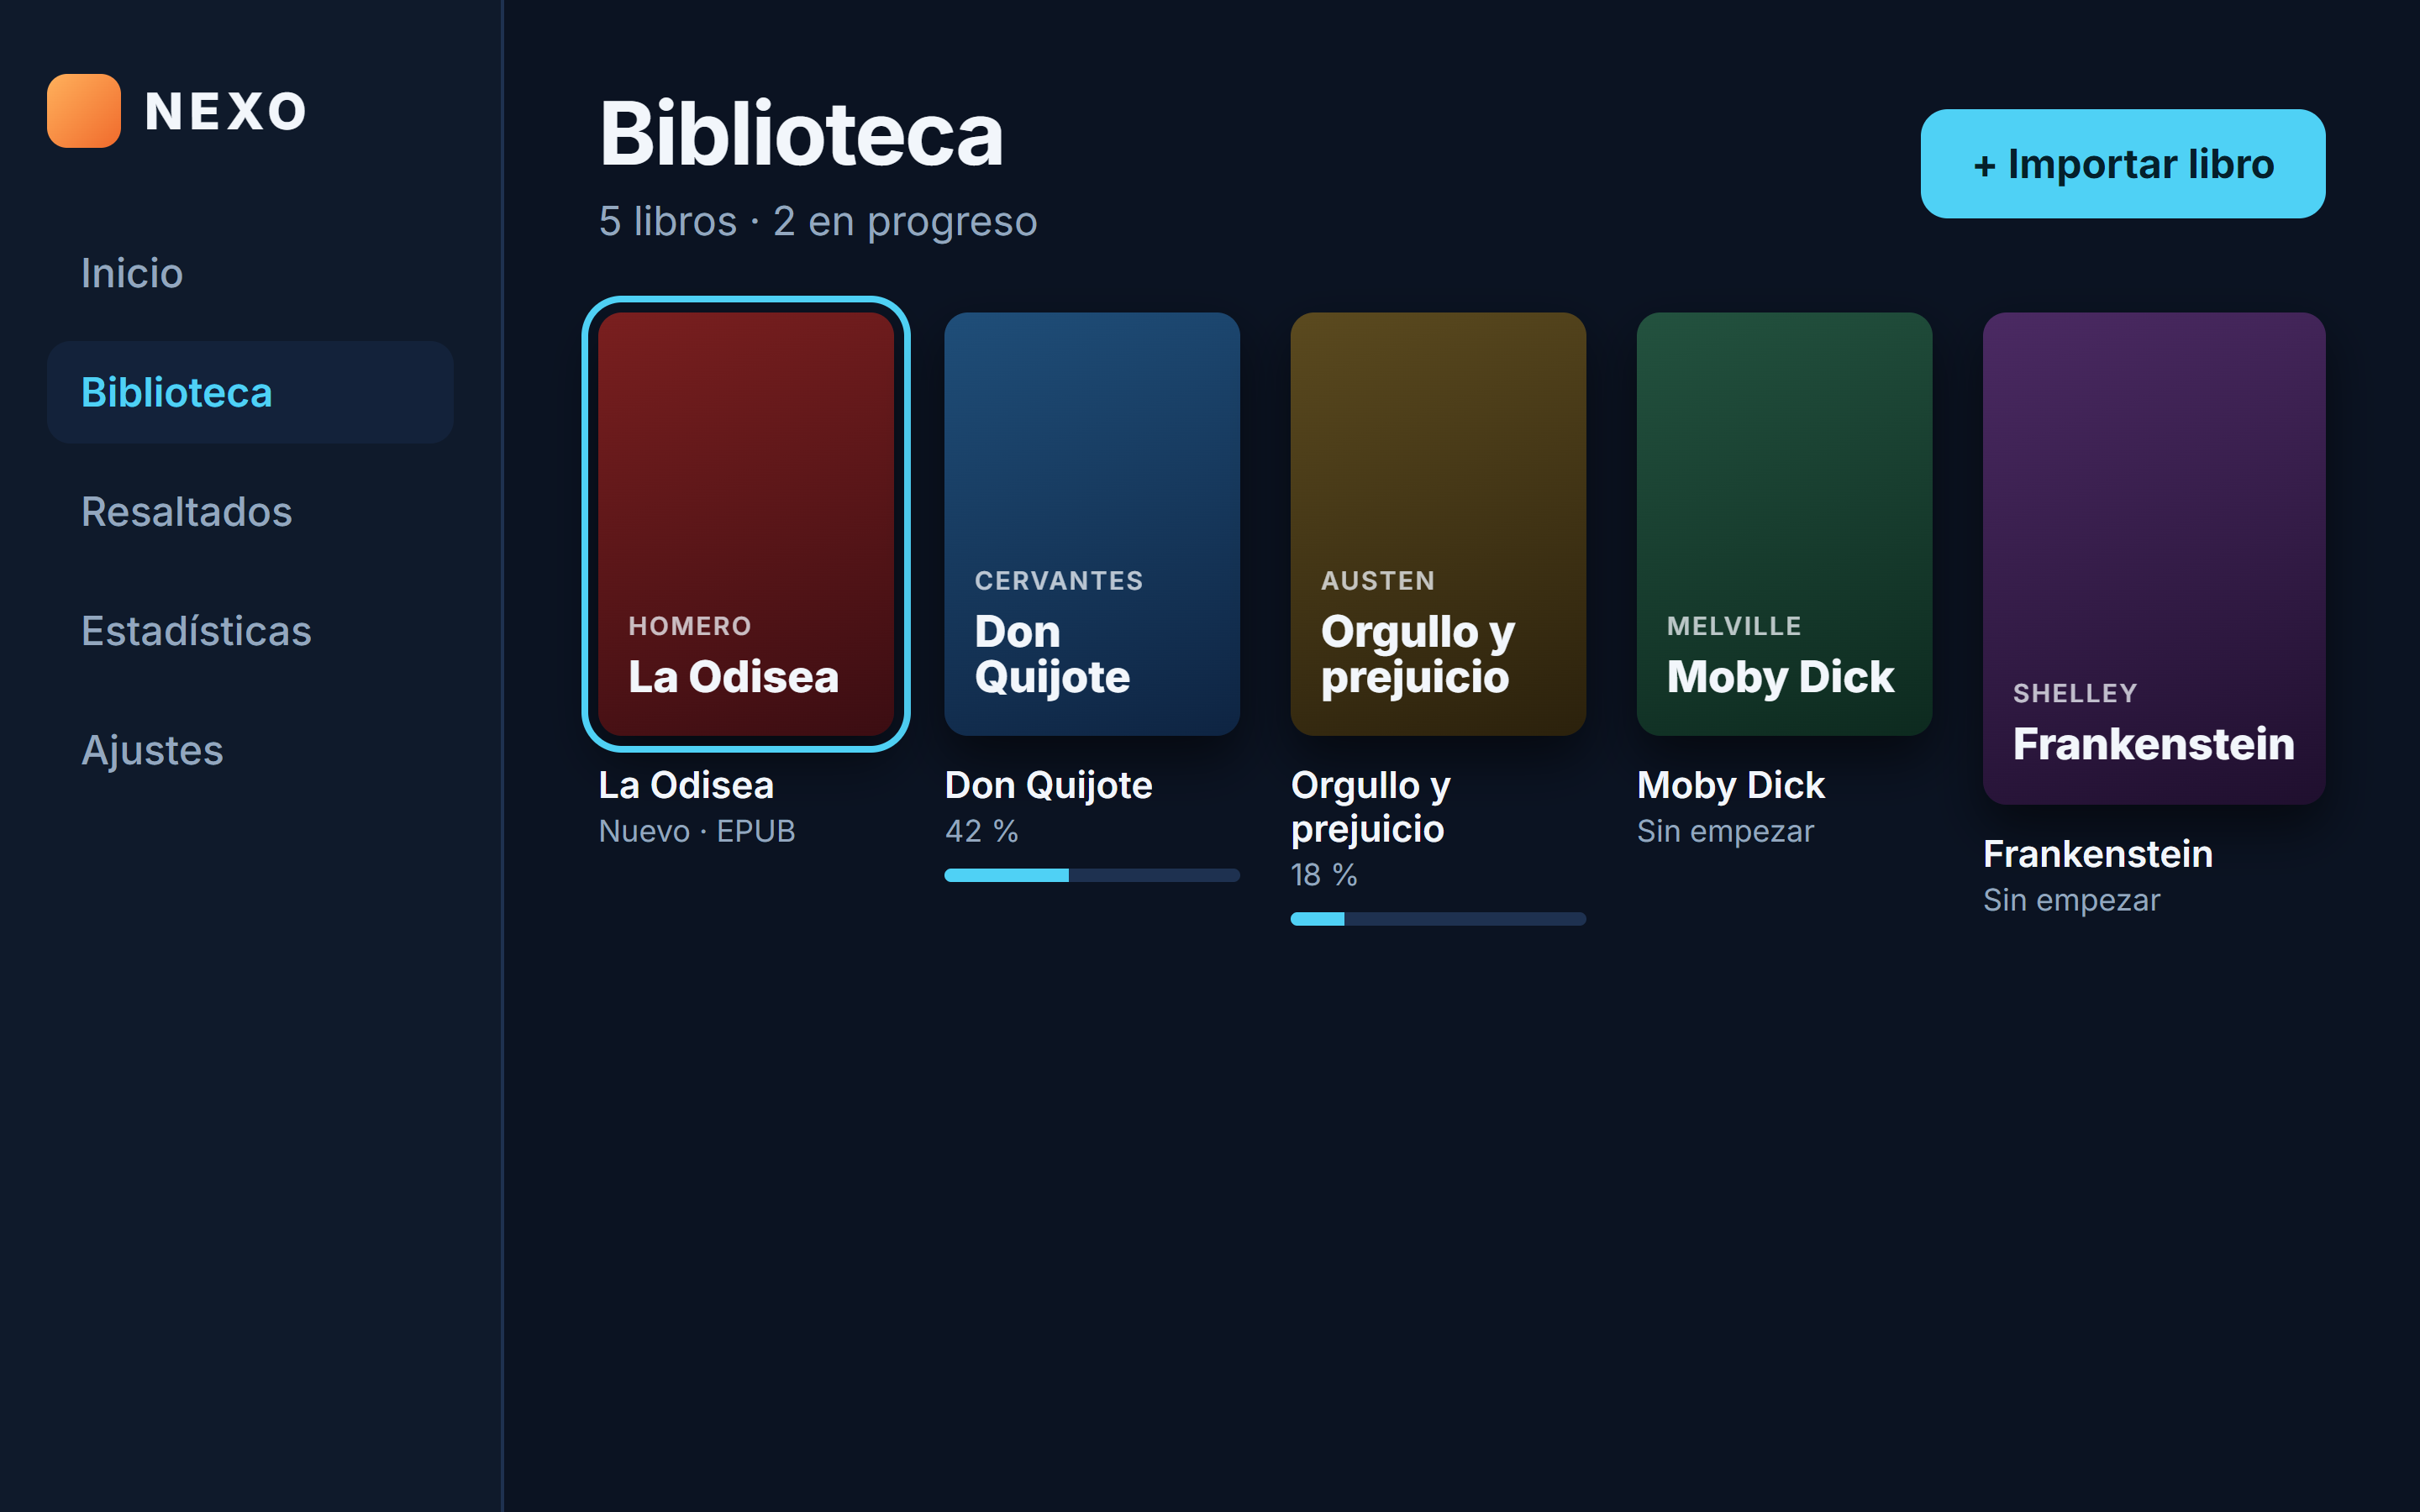 NEXO
Inicio
Biblioteca
Resaltados
Estadísticas
Ajustes
Biblioteca
5 libros · 2 en progreso
+ Importar libro
HOMERO
La Odisea
La Odisea
Nuevo · EPUB
CERVANTES
Don
Quijote
Don Quijote
42 %
AUSTEN
Orgullo y
prejuicio
Orgullo y
prejuicio
18 %
MELVILLE
Moby Dick
Moby Dick
Sin empezar
SHELLEY
Frankenstein
Frankenstein
Sin empezar